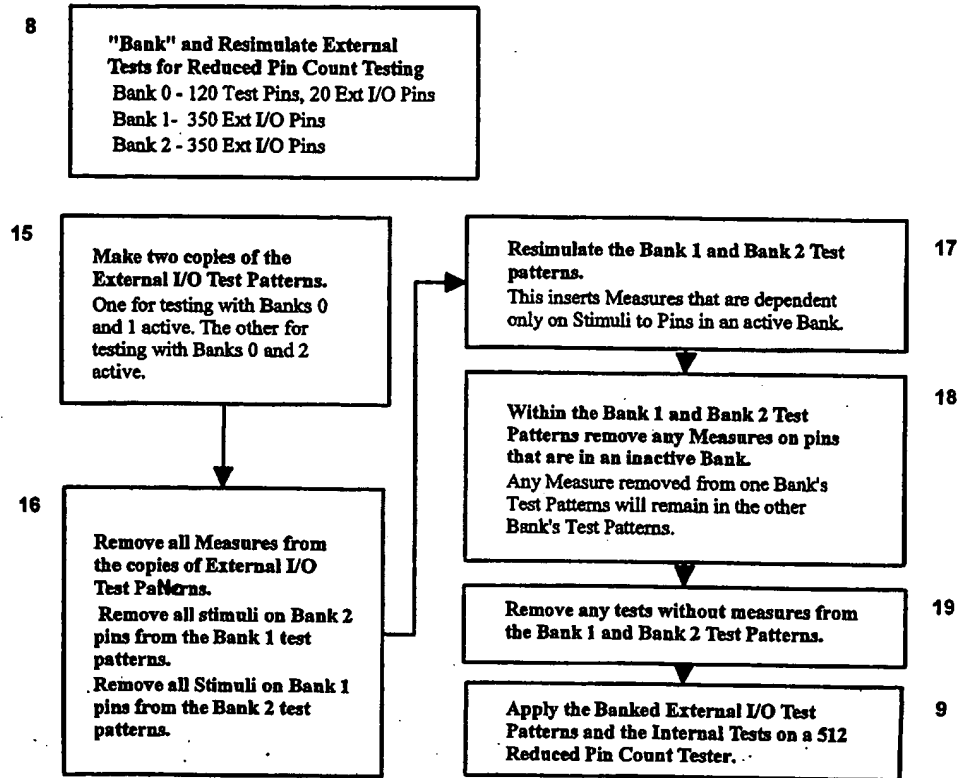 8
"Bank" and Resimulate External
Tests for Reduced Pin Count Testing
Bank 0 - 120 Test Pins, 20 Ext I/O Pins
Bank 1- 350 Ext I/O Pins
Bank 2 - 350 Ext I/O Pins
15
Make two copies of the
External I/O Test Patterns.
One for testing with Banks 0
and 1 active. The other for
testing with Banks 0 and 2
active.
16
Remove all Measures from
the copies of External I/O
Test PaNerns.
Remove all stimuli on Bank 2
pins from the Bank 1 test
patterns.
Remove all Stimuli on Bank 1
pins from the Bank 2 test
patterns.
17
Resimulate the Bank 1 and Bank 2 Test
patterns.
This inserts Measures that are dependent
only on Stimuli to Pins in an active Bank.
18
Within the Bank 1 and Bank 2 Test
Patterns remove any Measures on pins
that are in an inactive Bank.
Any Measure removed from one Bank's
Test Patterns will remain in the other
Bank's Test Patterns.
19
Remove any tests without measures from
the Bank 1 and Bank 2 Test Patterns.
9
Apply the Banked External I/O Test
Patterns and the Internal Tests on a 512
Reduced Pin Count Tester.